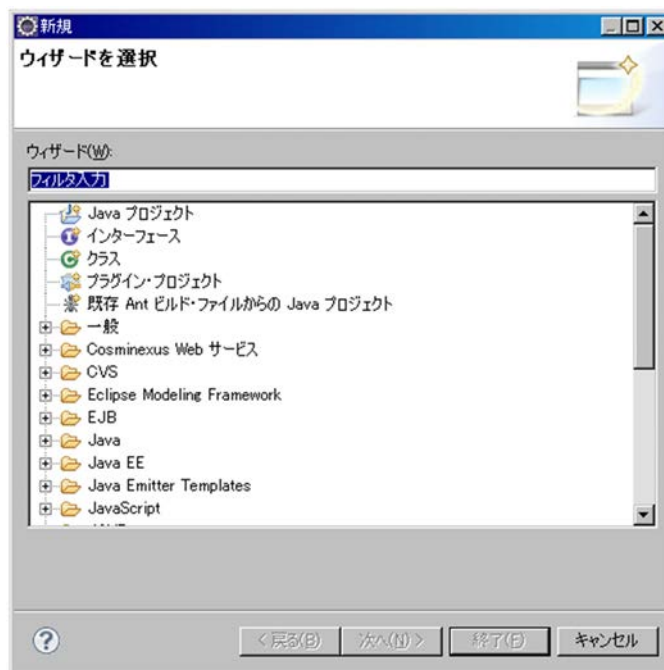 新規
ウィザードを選択
ウィザード(W):
フィルタ入力
Java プロジェクト
インターフェース
クラス
プラグイン・プロジェクト
既存 Ant ビルド・ファイルからの Java プロジェクト
一般
Cosminexus Web サービス
CVS
Eclipse Modeling Framework
EJB
Java
Java EE
Java Emitter Templates
JavaScript
< 戻る(B)
次へ(N) >
終了(F)
キャンセル